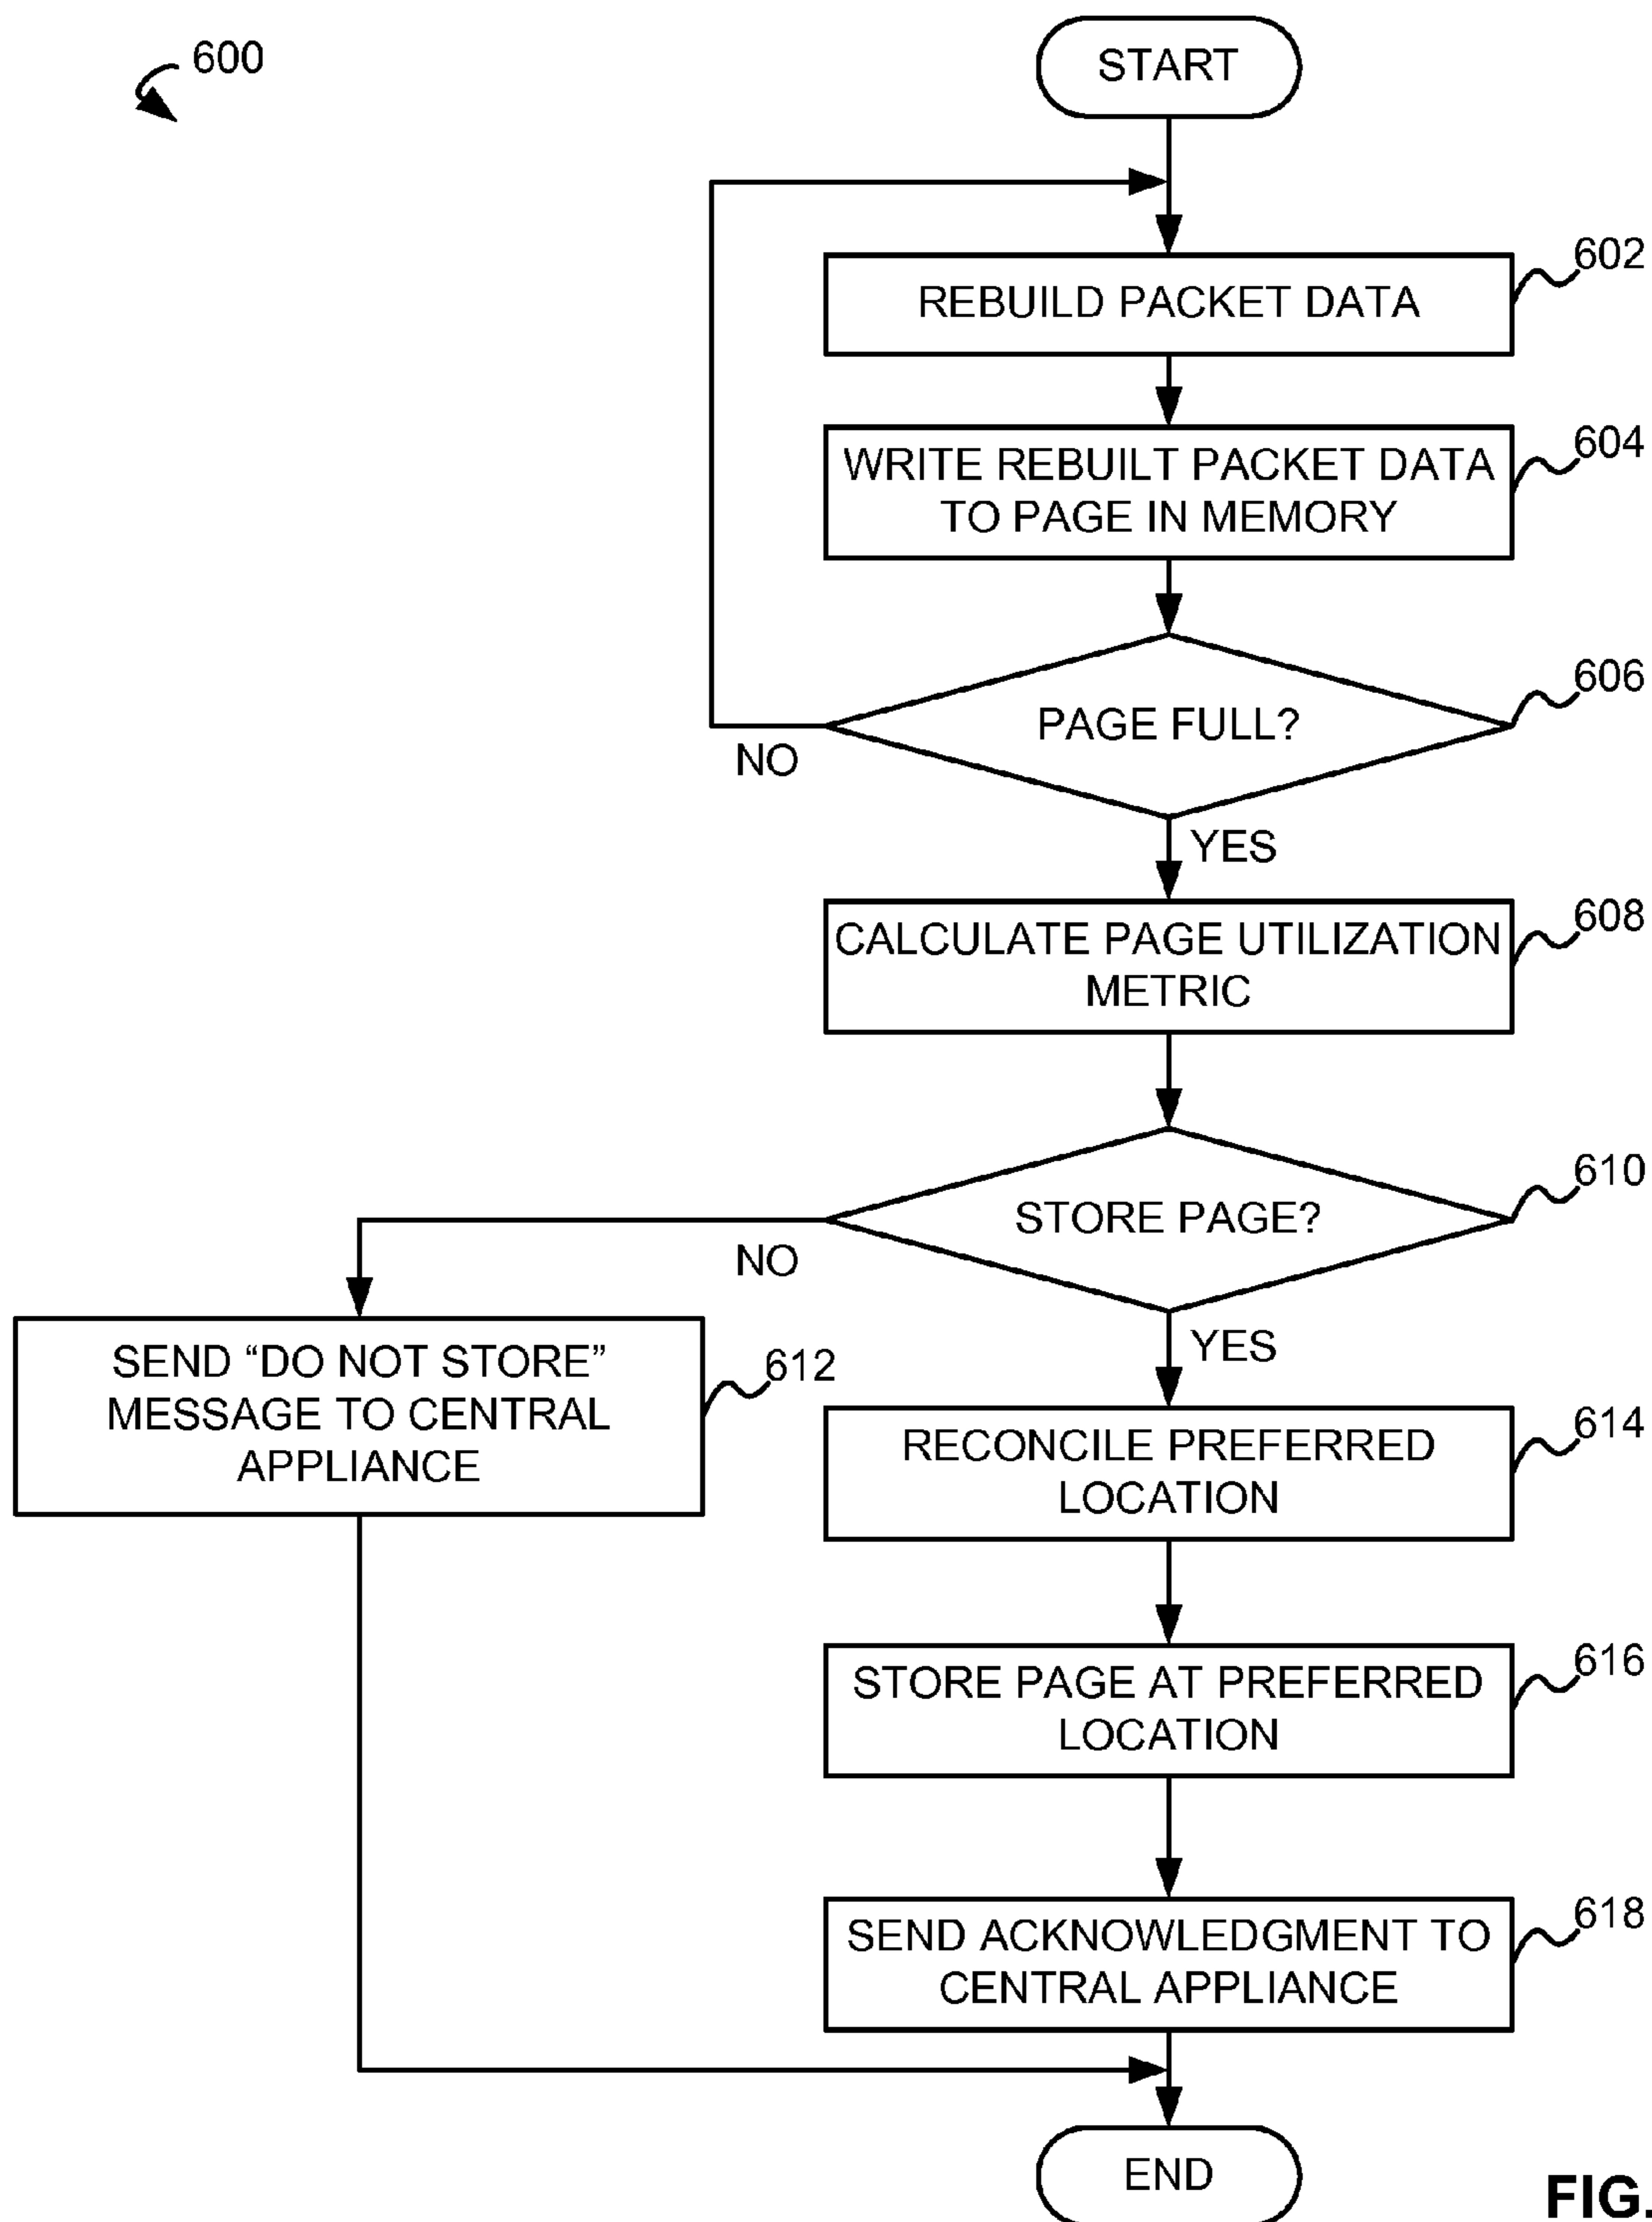 600
START
602
REBUILD PACKET DATA
604
WRITE REBUILT PACKET DATA
TO PAGE IN MEMORY
606
PAGE FULL?
NO
YES
608
CALCULATE PAGE UTILIZATION
METRIC
610
STORE PAGE?
NO
YES
612
SEND “DO NOT STORE”
MESSAGE TO CENTRAL
APPLIANCE
614
RECONCILE PREFERRED
LOCATION
616
STORE PAGE AT PREFERRED
LOCATION
618
SEND ACKNOWLEDGMENT TO
CENTRAL APPLIANCE
END
FIG.